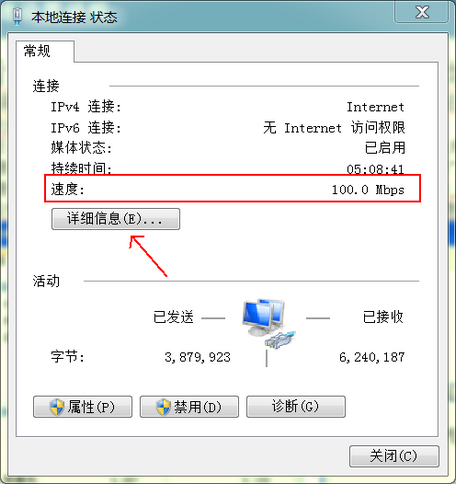 本地连接 状态
常规
连接
IPv4 连接: Internet
IPv6 连接: 无 Internet 访问权限
媒体状态: 已启用
持续时间: 05:08:41
速度: 100.0 Mbps
详细信息(E)...
活动
已发送 已接收
字节: 3,879,923 6,240,187
属性(P) 禁用(D) 诊断(G)
关闭(C)